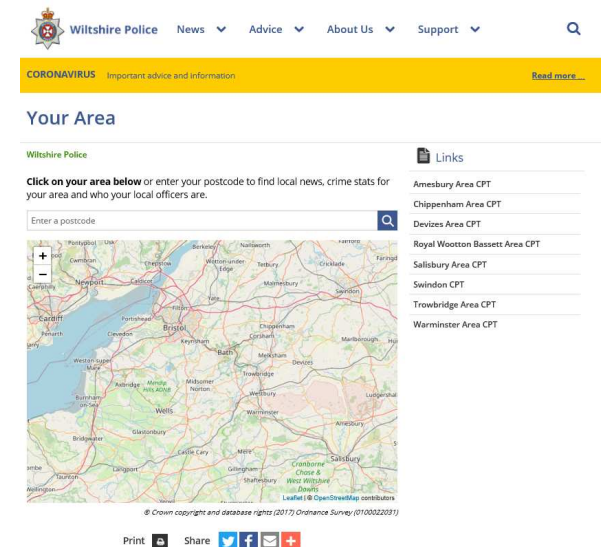 Wiltshire Police News Advice About Us Support
CORONAVIRUS Important advice and information Read more
Your Area
Wiltshire Police
Click on your area below or enter your postcode to find local news, crime stats for
your area and who your local officers are.
Enter a postcode
Links
Amesbury Area CPT
Chippenham Area CPT
Devizes Area CPT
Royal Wootton Bassett Area CPT
Salisbury Area CPT
Swindon CPT
Trowbridge Area CPT
Warminster Area CPT
+
−
Pontypool Usk
Berkeley
Nailsworth
Cwmbran
Chepstow
Wotton-under-
Edge
Tetbury
Cricklade
Caerphilly
Newport
Caldicot
Malmesbury
Swindon
Yate
Filton
Cardiff
Portishead
Bristol
Penarth
Clevedon
Keynsham
Chippenham
Corsham
Marlborough
Bath
Melksham
Devizes
Weston-super-
Mare
Trowbridge
Axbridge
Mendip
Hills AONB
Midsomer
Norton
Westbury
Burnham-
on-Sea
Wells
Warminster
Amesbury
Glastonbury
Bridgwater
Castle Cary
Mere
Salisbury
Langport
Gillingham
Taunton
Shaftesbury
Cranborne
Chase &
West Wiltshire
Downs
Wellington
Leaflet | © OpenStreetMap contributors
© Crown copyright and database rights (2017) Ordnance Survey (0100022031)
Print Share